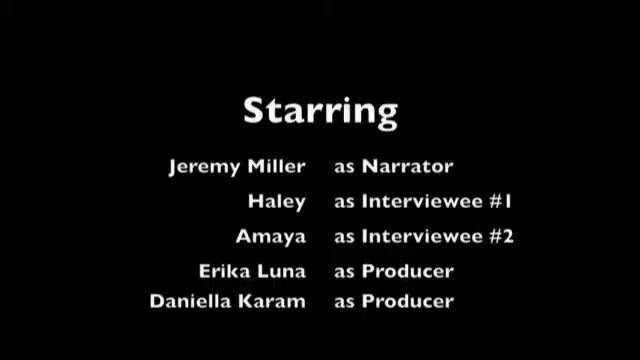 Starring
Jeremy Miller as Narrator
Haley as Interviewee #1
Amaya as Interviewee #2
Erika Luna as Producer
Daniella Karam as Producer